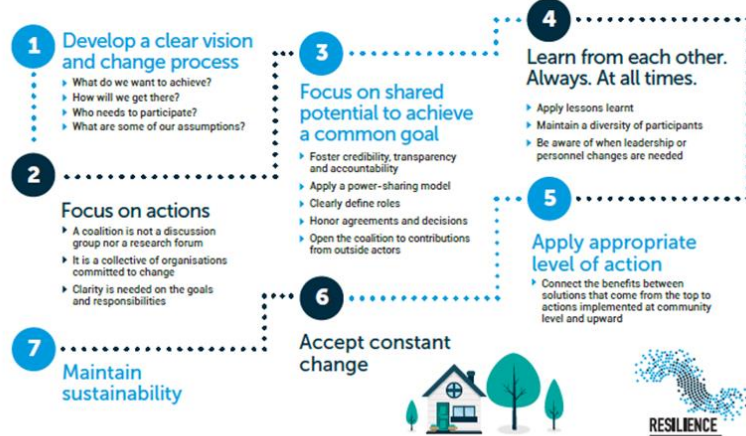 1
Develop a clear vision
and change process
What do we want to achieve?
How will we get there?
Who needs to participate?
What are some of our assumptions?
2
Focus on actions
A coalition is not a discussion
group nor a research forum
It is a collective of organisations
committed to change
Clarity is needed on the goals
and responsibilities
3
Focus on shared
potential to achieve
a common goal
Foster credibility, transparency
and accountability
Apply a power-sharing model
Clearly define roles
Honor agreements and decisions
Open the coalition to contributions
from outside actors
4
Learn from each other.
Always. At all times.
Apply lessons learnt
Maintain a diversity of participants
Be aware of when leadership or
personnel changes are needed
5
Apply appropriate
level of action
Connect the benefits between
solutions that come from the top to
actions implemented at community
level and upward
6
Accept constant
change
7
Maintain
sustainability
RESILIENCE